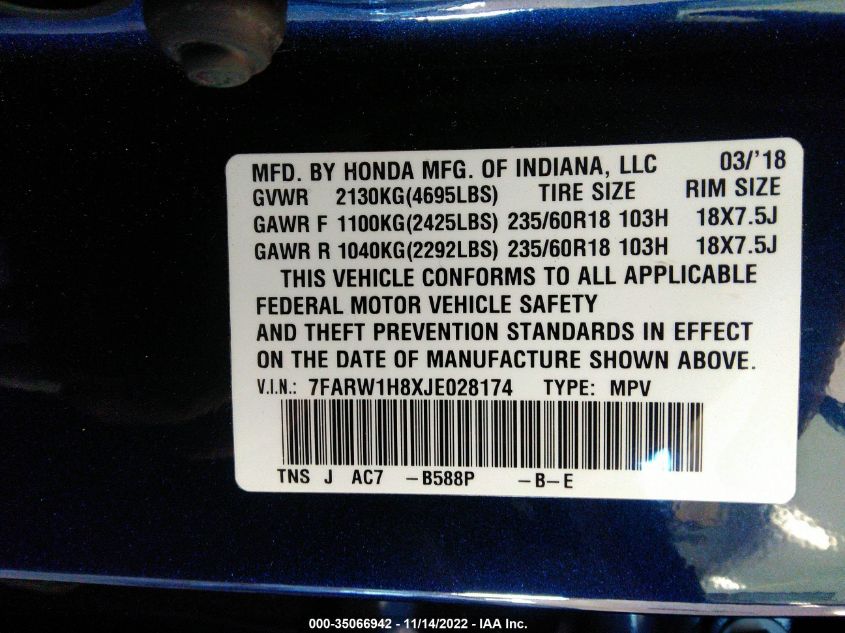 MFD. BY HONDA MFG. OF INDIANA, LLC 03/'18
GVWR 2130KG(4695LBS) TIRE SIZE RIM SIZE
GAWR F 1100KG(2425LBS) 235/60R18 103H 18X7.5J
GAWR R 1040KG(2292LBS) 235/60R18 103H 18X7.5J
THIS VEHICLE CONFORMS TO ALL APPLICABLE
FEDERAL MOTOR VEHICLE SAFETY
AND THEFT PREVENTION STANDARDS IN EFFECT
ON THE DATE OF MANUFACTURE SHOWN ABOVE.
V.I.N.: 7FARW1H8XJE028174 TYPE: MPV
TNS J AC7 -B588P -B-E
000-35066942 - 11/14/2022 - IAA Inc.